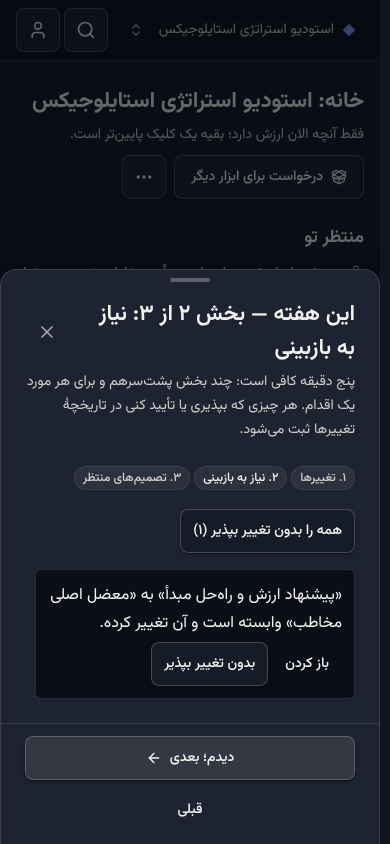 استودیو استراتژی استایلوجیکس
خانه: استودیو استراتژی استایلوجیکس
فقط آنچه الان ارزش دارد؛ بقیه یک کلیک پایین‌تر است.
درخواست برای ابزار دیگر
منتظر تو
این هفته — بخش ۲ از ۳: نیاز
به بازبینی
پنج دقیقه کافی است: چند بخش پشت‌سرهم و برای هر مورد
یک اقدام. هر چیزی که بپذیری یا تأیید کنی در تاریخچهٔ
تغییرها ثبت می‌شود.
۱. تغییرها
۲. نیاز به بازبینی
۳. تصمیم‌های منتظر
همه را بدون تغییر بپذیر (۱)
«پیشنهاد ارزش و راه‌حل مبدأ» به «معضل اصلی
مخاطب» وابسته است و آن تغییر کرده.
باز کردن
بدون تغییر بپذیر
دیدم؛ بعدی
قبلی